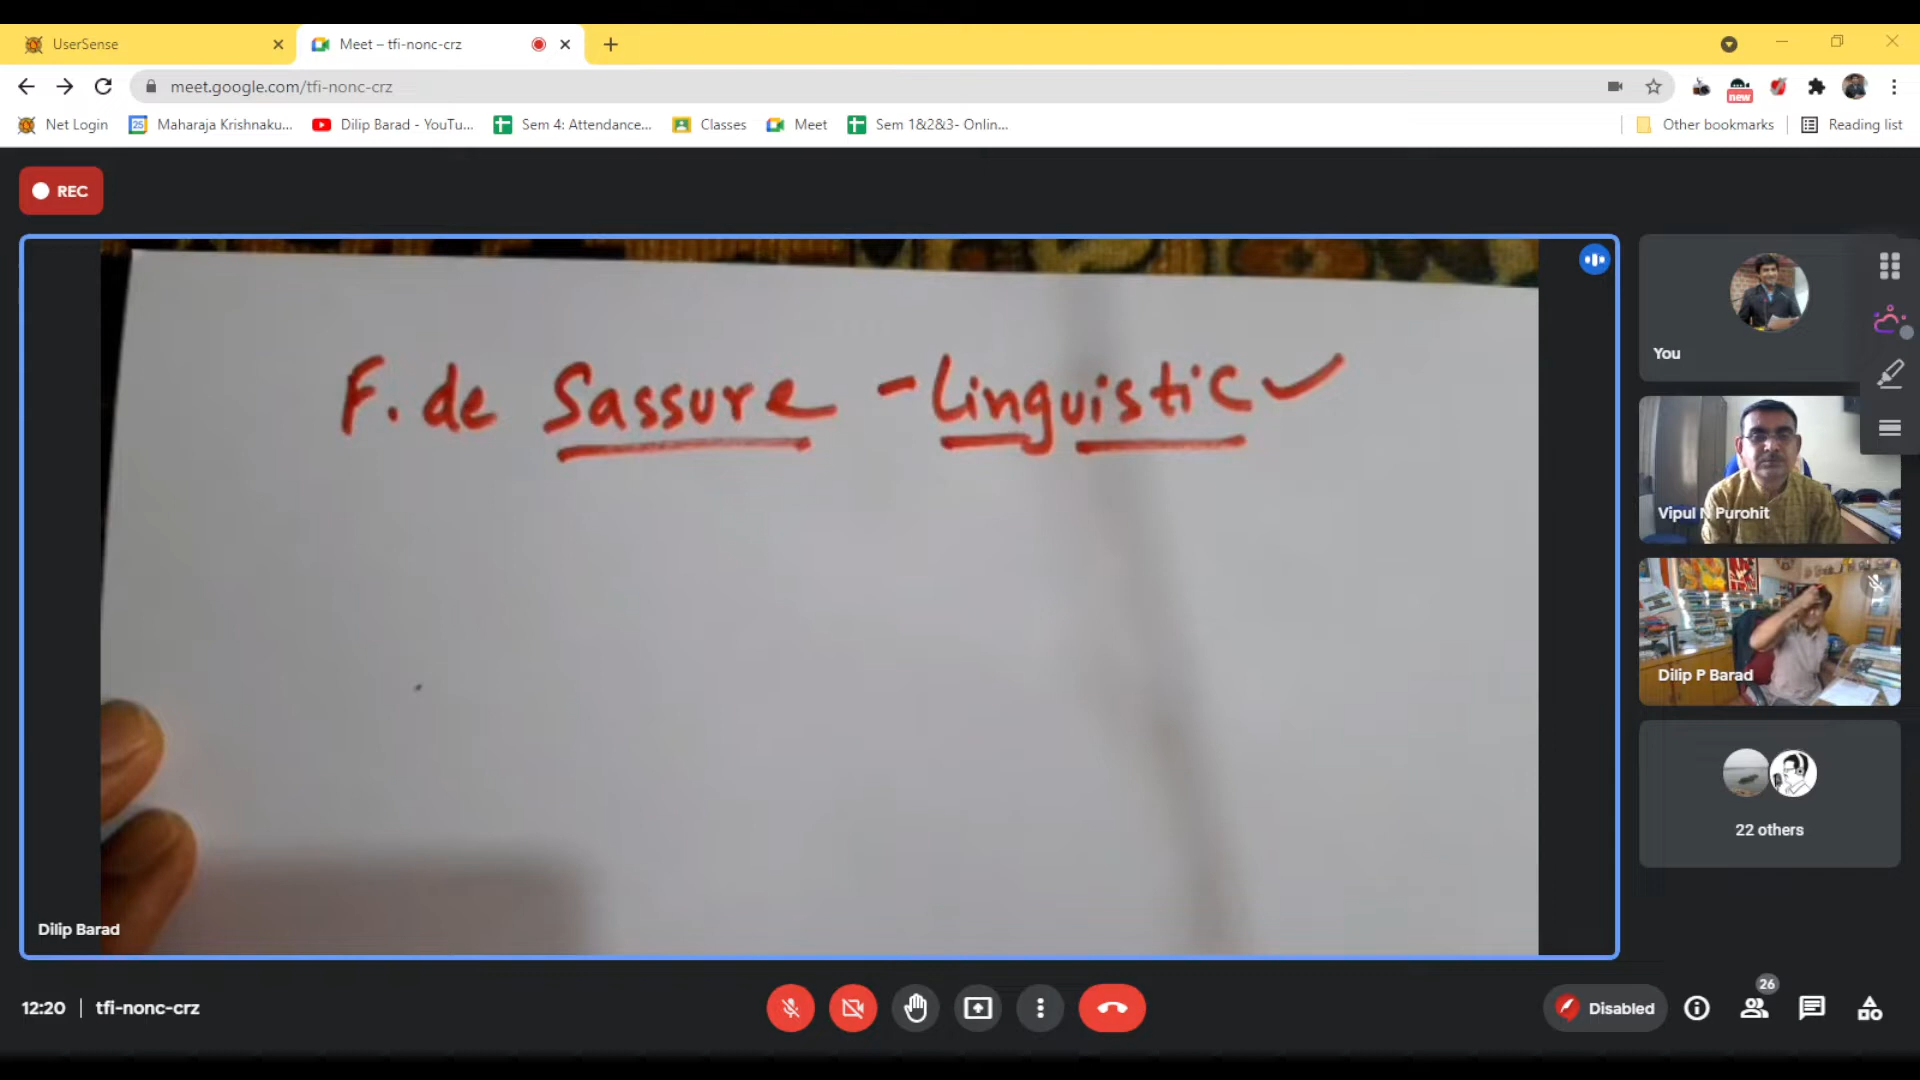 UserSense
Meet – tfi-nonc-crz
meet.google.com/tfi-nonc-crz
new
Net Login
25
Maharaja Krishnaku...
Dilip Barad - YouTu...
Sem 4: Attendance...
Classes
Meet
Sem 1&2&3- Onlin...
Other bookmarks
Reading list
REC
F. de Sassure - Linguistic
Dilip Barad
You
Vipul N Purohit
Dilip P Barad
22 others
12:20 | tfi-nonc-crz
Disabled
26